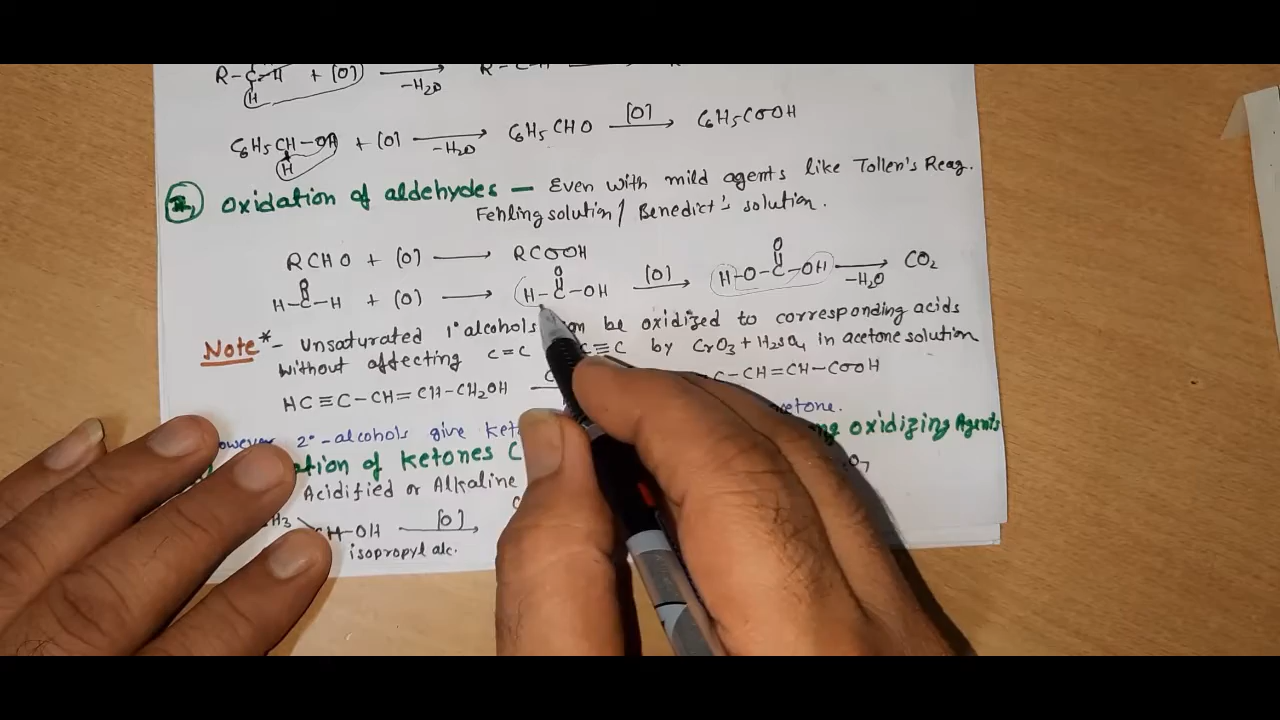 R-C-H + [O] → -H2O R-C-H
H
C6H5CH-OH + [O] → -H2O C6H5CHO [O] → C6H5COOH
H
II, Oxidation of aldehydes — Even with mild agents like Tollen's Reag.
Fehling solution / Benedict's solution.
RCHO + [O] → RCOOH
O O O
H-C-H + [O] → H-C-OH [O] → H-O-C-OH → -H2O CO2
Note* - Unsaturated 1° alcohols can be oxidized to corresponding acids
without affecting C=C C≡C by CrO3 + H2SO4 in acetone solution
HC≡C-CH=CH-CH2OH C-CH=CH-COOH
2°-alcohols give acetone.
of Ketones oxidizing Agents
Acidified or Alkaline O7
CH-OH [O] →
isopropyl alc.